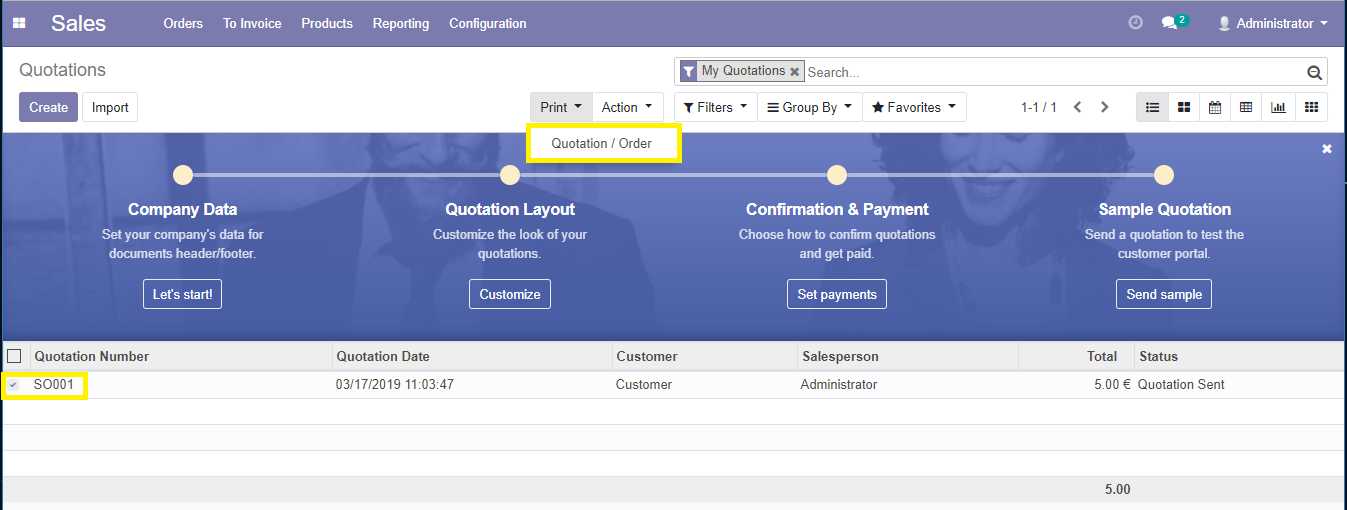 Sales Orders To Invoice Products Reporting Configuration 2 Administrator
Quotations My Quotations Search...
Create Import Print Action Filters Group By Favorites 1-1 / 1
Quotation / Order
Company Data
Set your company's data for
documents header/footer.
Let's start!
Quotation Layout
Customize the look of your
quotations.
Customize
Confirmation & Payment
Choose how to confirm quotations
and get paid.
Set payments
Sample Quotation
Send a quotation to test the
customer portal.
Send sample
Quotation Number Quotation Date Customer Salesperson Total Status
SO001 03/17/2019 11:03:47 Customer Administrator 5.00 € Quotation Sent
5.00